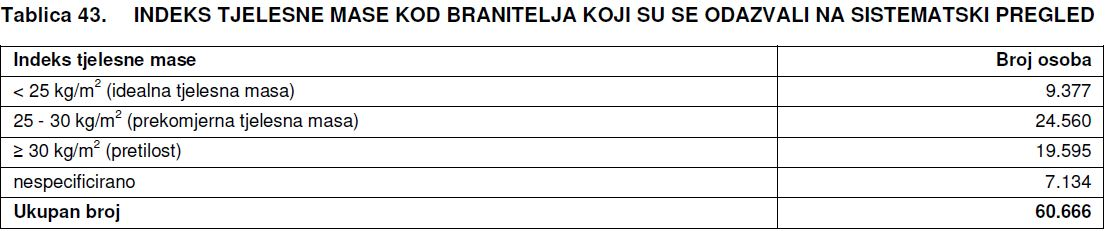 Tablica 43. INDEKS TJELESNE MASE KOD BRANITELJA KOJI SU SE ODAZVALI NA SISTEMATSKI PREGLED
Indeks tjelesne mase Broj osoba
< 25 kg/m² (idealna tjelesna masa) 9.377
25 - 30 kg/m² (prekomjerna tjelesna masa) 24.560
≥ 30 kg/m² (pretilost) 19.595
nespecificirano 7.134
Ukupan broj 60.666